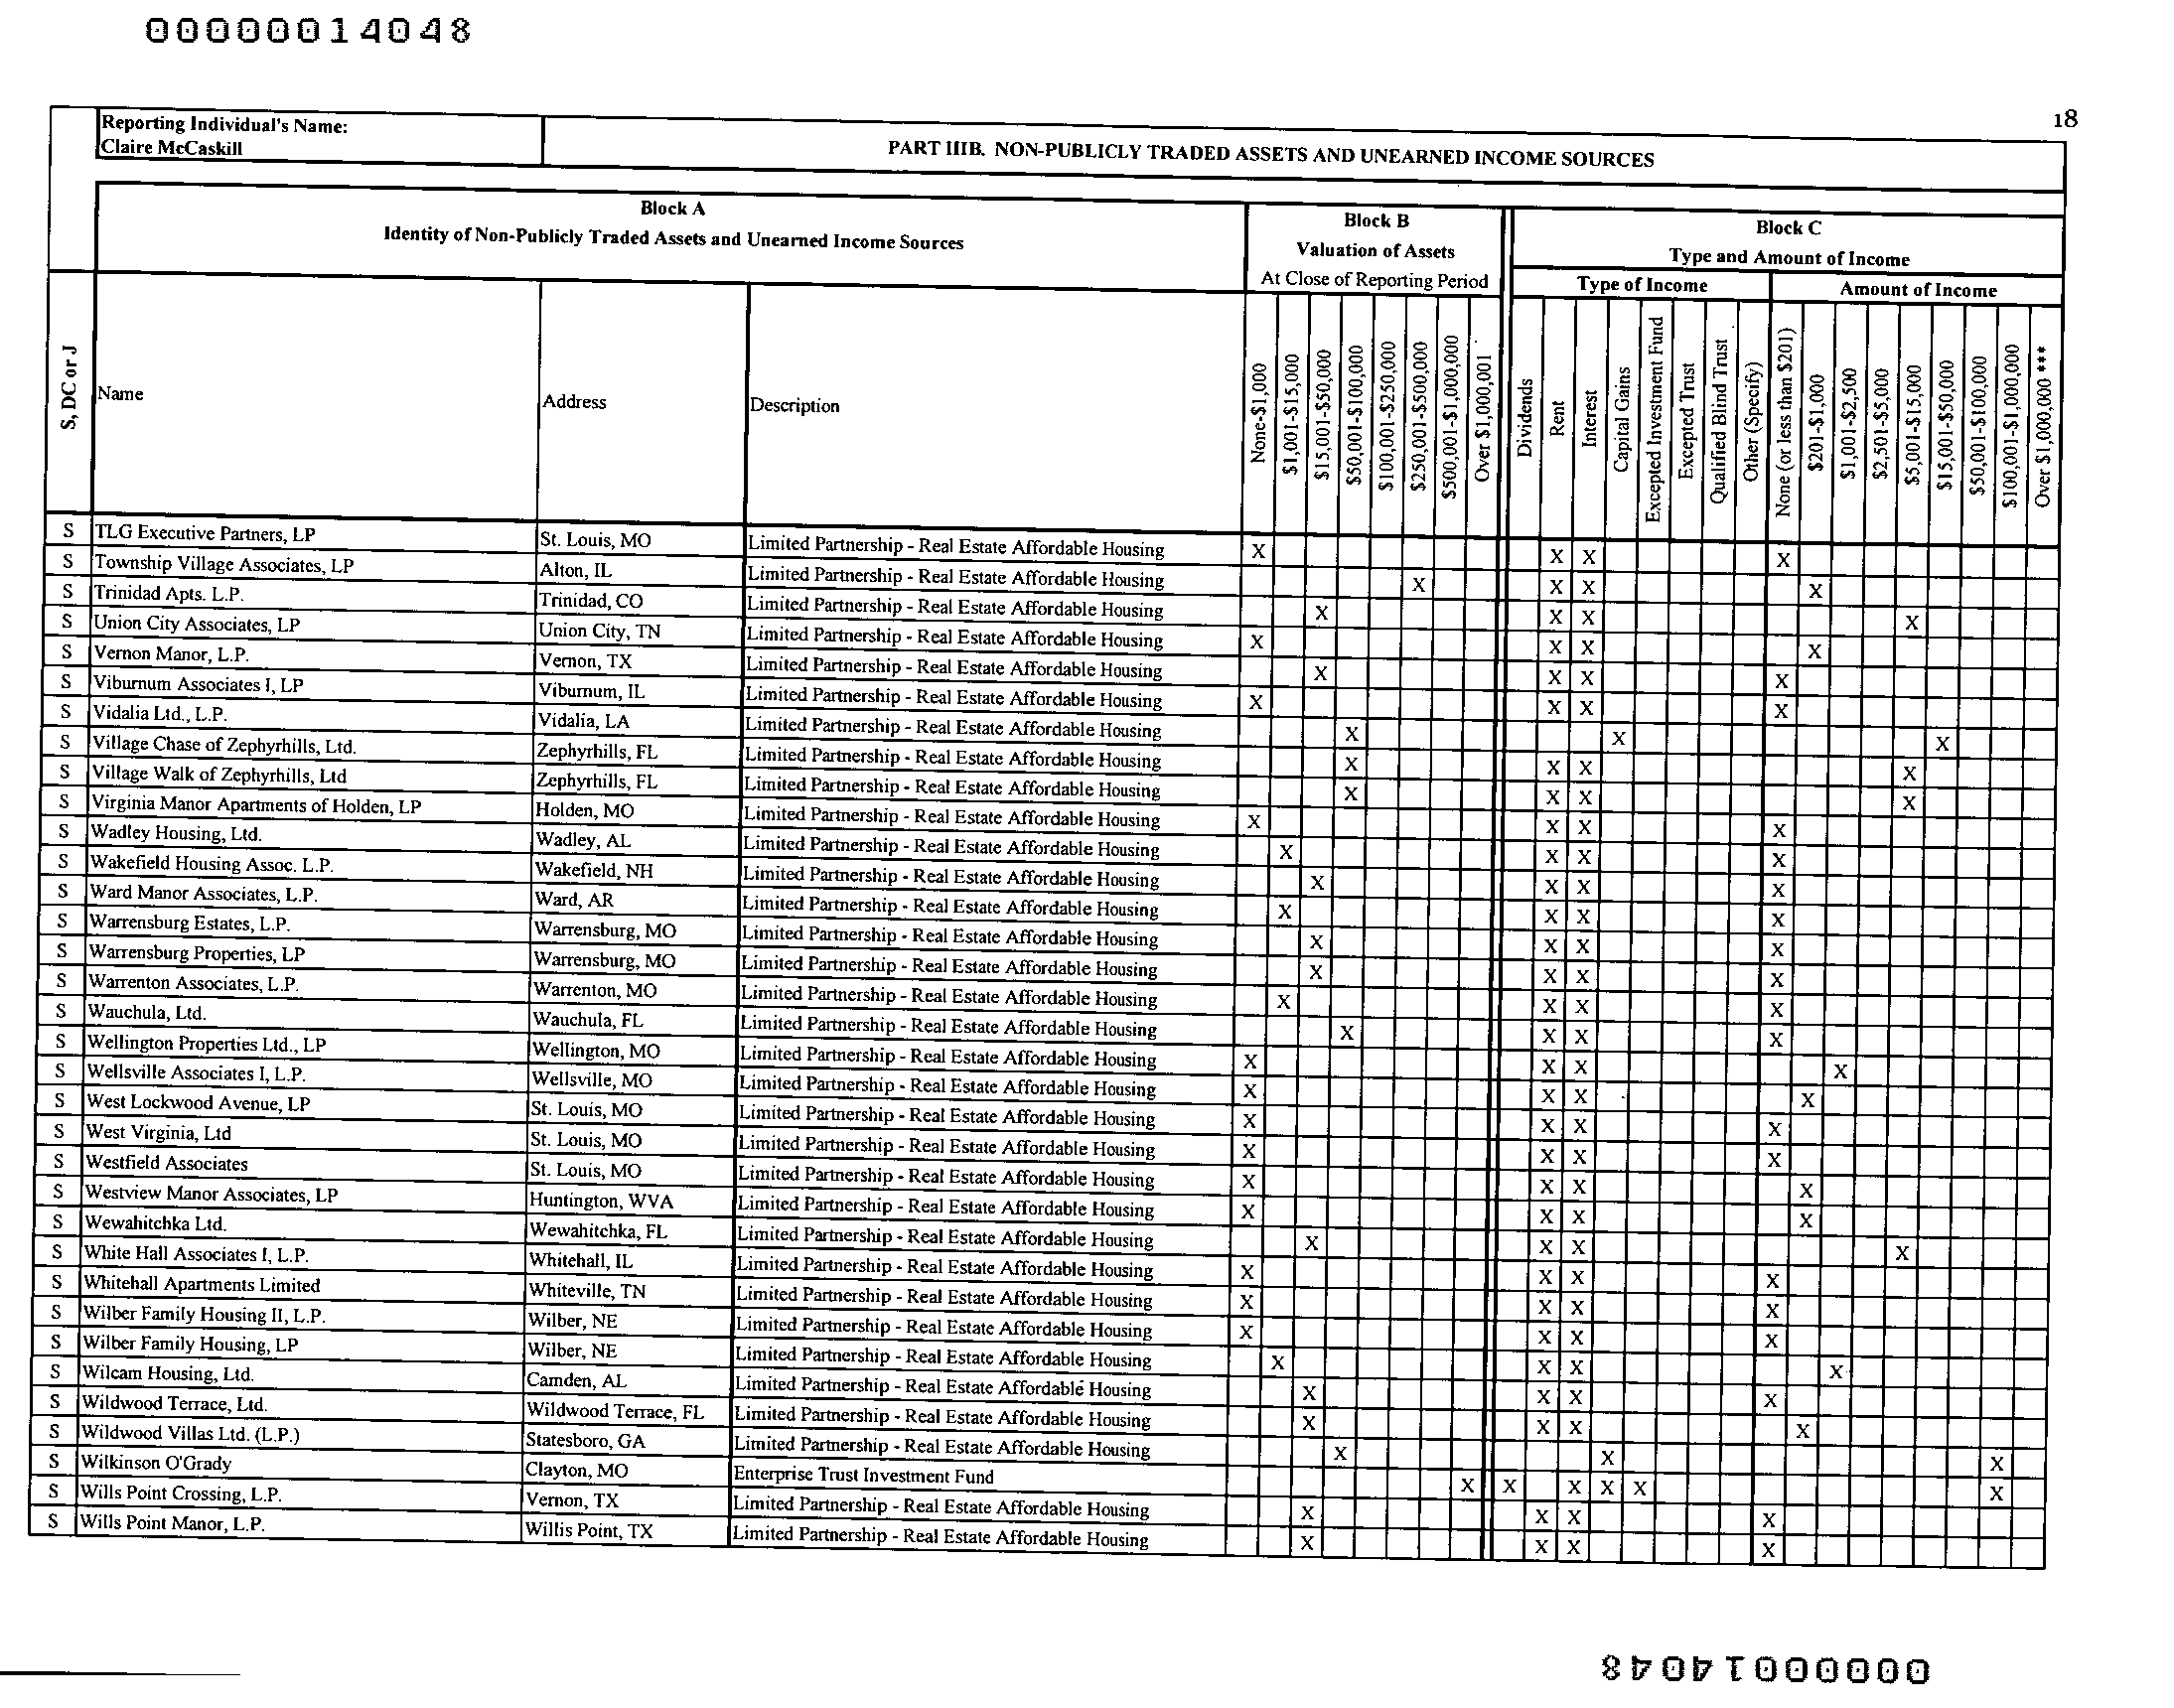 00000014048
18
Reporting Individual's Name:
Claire McCaskill
PART IIIB. NON-PUBLICLY TRADED ASSETS AND UNEARNED INCOME SOURCES
Block A
Identity of Non-Publicly Traded Assets and Unearned Income Sources
Block B
Valuation of Assets
At Close of Reporting Period
Block C
Type and Amount of Income
Type of Income
Amount of Income
S, DC or J
Name
Address
Description
None-$1,000
$1,001-$15,000
$15,001-$50,000
$50,001-$100,000
$100,001-$250,000
$250,001-$500,000
$500,001-$1,000,000
Over $1,000,001
Dividends
Rent
Interest
Capital Gains
Excepted Investment Fund
Excepted Trust
Qualified Blind Trust
Other (Specify)
None (or less than $201)
$201-$1,000
$1,001-$2,500
$2,501-$5,000
$5,001-$15,000
$15,001-$50,000
$50,001-$100,000
$100,001-$1,000,000
Over $1,000,000 ***
S TLG Executive Partners, LP St. Louis, MO Limited Partnership - Real Estate Affordable Housing X X X X
S Township Village Associates, LP Alton, IL Limited Partnership - Real Estate Affordable Housing X X X X
S Trinidad Apts. L.P. Trinidad, CO Limited Partnership - Real Estate Affordable Housing X X X X
S Union City Associates, LP Union City, TN Limited Partnership - Real Estate Affordable Housing X X X X
S Vernon Manor, L.P. Vernon, TX Limited Partnership - Real Estate Affordable Housing X X X X
S Viburnum Associates I, LP Viburnum, IL Limited Partnership - Real Estate Affordable Housing X X X X
S Vidalia Ltd., L.P. Vidalia, LA Limited Partnership - Real Estate Affordable Housing X X X
S Village Chase of Zephyrhills, Ltd. Zephyrhills, FL Limited Partnership - Real Estate Affordable Housing X X X X
S Village Walk of Zephyrhills, Ltd Zephyrhills, FL Limited Partnership - Real Estate Affordable Housing X X X X
S Virginia Manor Apartments of Holden, LP Holden, MO Limited Partnership - Real Estate Affordable Housing X X X X
S Wadley Housing, Ltd. Wadley, AL Limited Partnership - Real Estate Affordable Housing X X X X
S Wakefield Housing Assoc. L.P. Wakefield, NH Limited Partnership - Real Estate Affordable Housing X X X X
S Ward Manor Associates, L.P. Ward, AR Limited Partnership - Real Estate Affordable Housing X X X X
S Warrensburg Estates, L.P. Warrensburg, MO Limited Partnership - Real Estate Affordable Housing X X X X
S Warrensburg Properties, LP Warrensburg, MO Limited Partnership - Real Estate Affordable Housing X X X X
S Warrenton Associates, L.P. Warrenton, MO Limited Partnership - Real Estate Affordable Housing X X X X
S Wauchula, Ltd. Wauchula, FL Limited Partnership - Real Estate Affordable Housing X X X X
S Wellington Properties Ltd., LP Wellington, MO Limited Partnership - Real Estate Affordable Housing X X X X
S Wellsville Associates I, L.P. Wellsville, MO Limited Partnership - Real Estate Affordable Housing X X X X
S West Lockwood Avenue, LP St. Louis, MO Limited Partnership - Real Estate Affordable Housing X X X X
S West Virginia, Ltd St. Louis, MO Limited Partnership - Real Estate Affordable Housing X X X X
S Westfield Associates St. Louis, MO Limited Partnership - Real Estate Affordable Housing X X X X
S Westview Manor Associates, LP Huntington, WVA Limited Partnership - Real Estate Affordable Housing X X X X
S Wewahitchka Ltd. Wewahitchka, FL Limited Partnership - Real Estate Affordable Housing X X X X
S White Hall Associates I, L.P. Whitehall, IL Limited Partnership - Real Estate Affordable Housing X X X X
S Whitehall Apartments Limited Whiteville, TN Limited Partnership - Real Estate Affordable Housing X X X X
S Wilber Family Housing II, L.P. Wilber, NE Limited Partnership - Real Estate Affordable Housing X X X X
S Wilber Family Housing, LP Wilber, NE Limited Partnership - Real Estate Affordable Housing X X X X
S Wilcam Housing, Ltd. Camden, AL Limited Partnership - Real Estate Affordable Housing X X X X
S Wildwood Terrace, Ltd. Wildwood Terrace, FL Limited Partnership - Real Estate Affordable Housing X X X X
S Wildwood Villas Ltd. (L.P.) Statesboro, GA Limited Partnership - Real Estate Affordable Housing X X X
S Wilkinson O'Grady Clayton, MO Enterprise Trust Investment Fund X X X X X X
S Wills Point Crossing, L.P. Vernon, TX Limited Partnership - Real Estate Affordable Housing X X X X
S Wills Point Manor, L.P. Willis Point, TX Limited Partnership - Real Estate Affordable Housing X X X X
00000014048